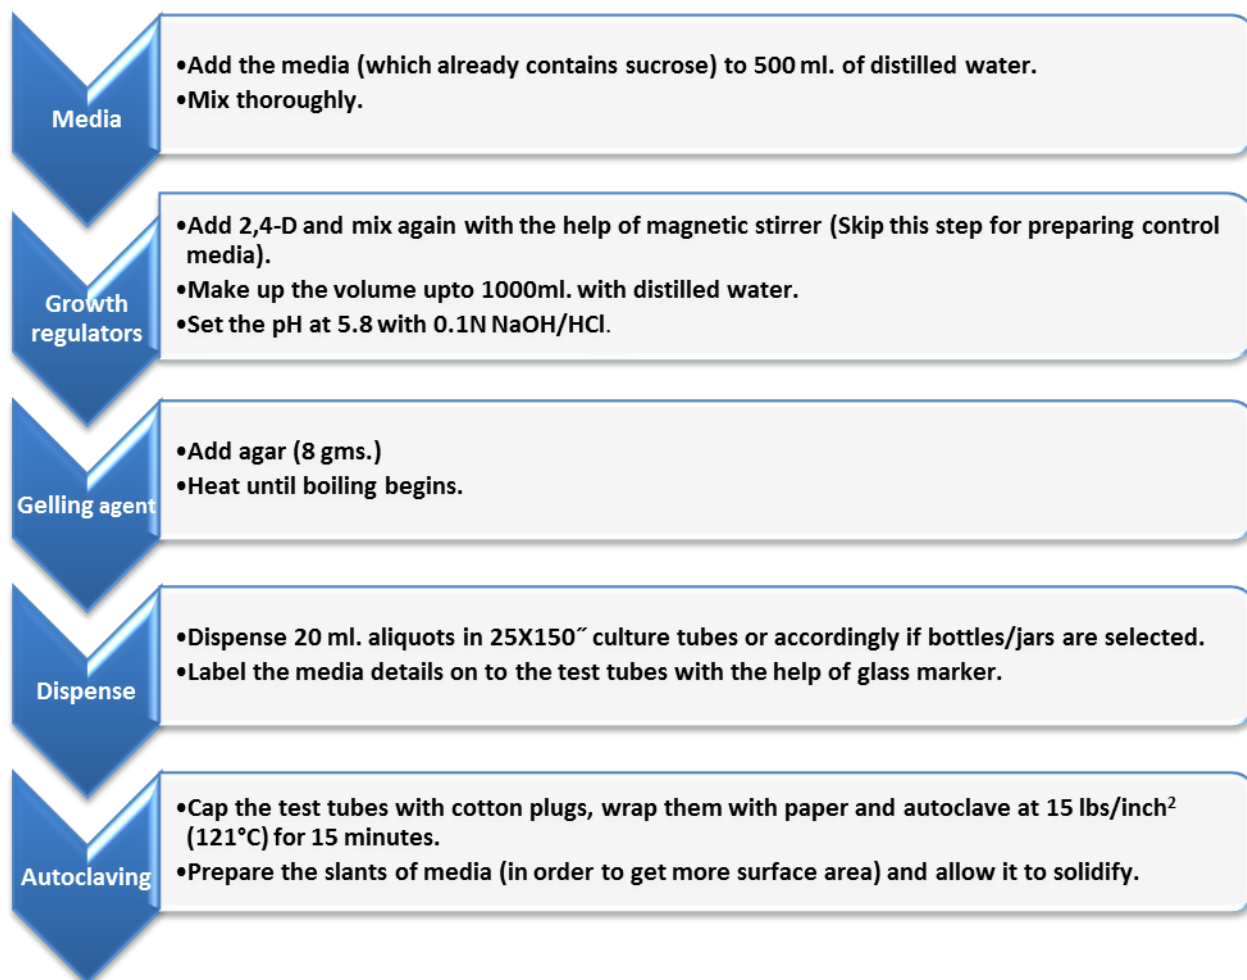 Media
•Add the media (which already contains sucrose) to 500 ml. of distilled water.
•Mix thoroughly.
Growth
regulators
•Add 2,4-D and mix again with the help of magnetic stirrer (Skip this step for preparing control
media).
•Make up the volume upto 1000ml. with distilled water.
•Set the pH at 5.8 with 0.1N NaOH/HCl.
Gelling agent
•Add agar (8 gms.)
•Heat until boiling begins.
Dispense
•Dispense 20 ml. aliquots in 25X150˝ culture tubes or accordingly if bottles/jars are selected.
•Label the media details on to the test tubes with the help of glass marker.
Autoclaving
•Cap the test tubes with cotton plugs, wrap them with paper and autoclave at 15 lbs/inch²
(121°C) for 15 minutes.
•Prepare the slants of media (in order to get more surface area) and allow it to solidify.